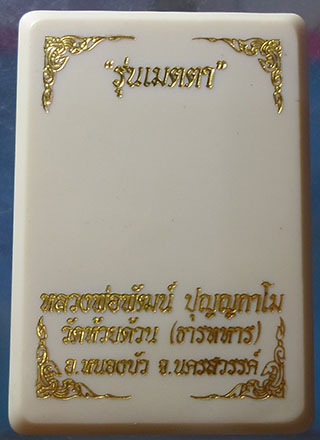 "รุ่นเมตตา"
หลวงพ่อพัฒน์ ปุญญกาโม
วัดห้วยด้วน (ธารทหาร)
อ.หนองบัว จ.นครสวรรค์